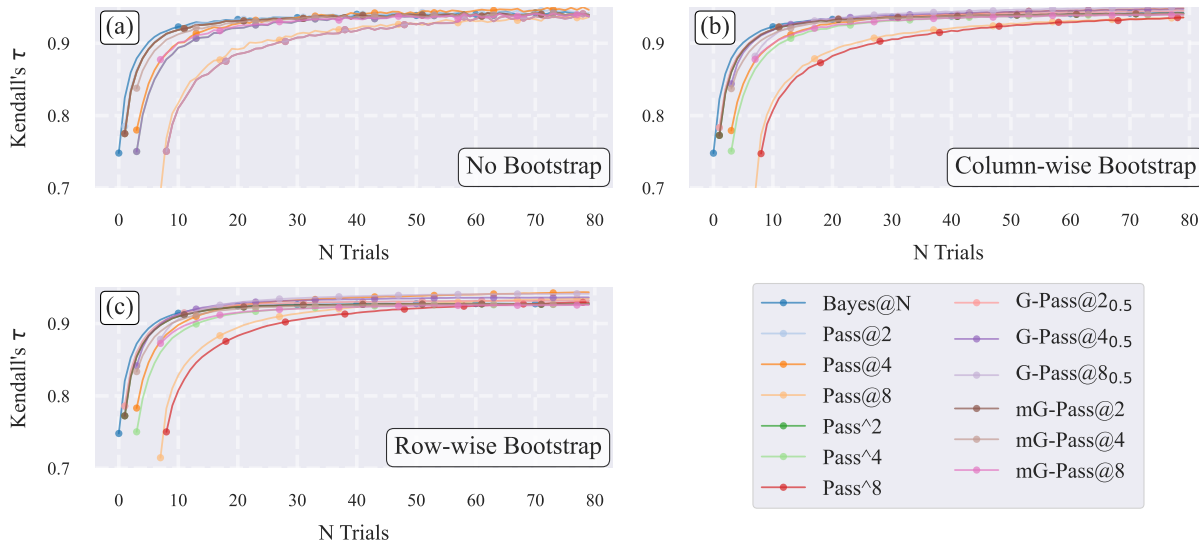 (a)
Kendall's τ
0.9
0.8
0.7
No Bootstrap
0 10 20 30 40 50 60 70 80
N Trials
(b)
0.9
0.8
0.7
Column-wise Bootstrap
0 10 20 30 40 50 60 70 80
N Trials
(c)
Kendall's τ
0.9
0.8
0.7
Row-wise Bootstrap
0 10 20 30 40 50 60 70 80
N Trials
Bayes@N
Pass@2
Pass@4
Pass@8
Pass^2
Pass^4
Pass^8
G-Pass@2₀.₅
G-Pass@4₀.₅
G-Pass@8₀.₅
mG-Pass@2
mG-Pass@4
mG-Pass@8